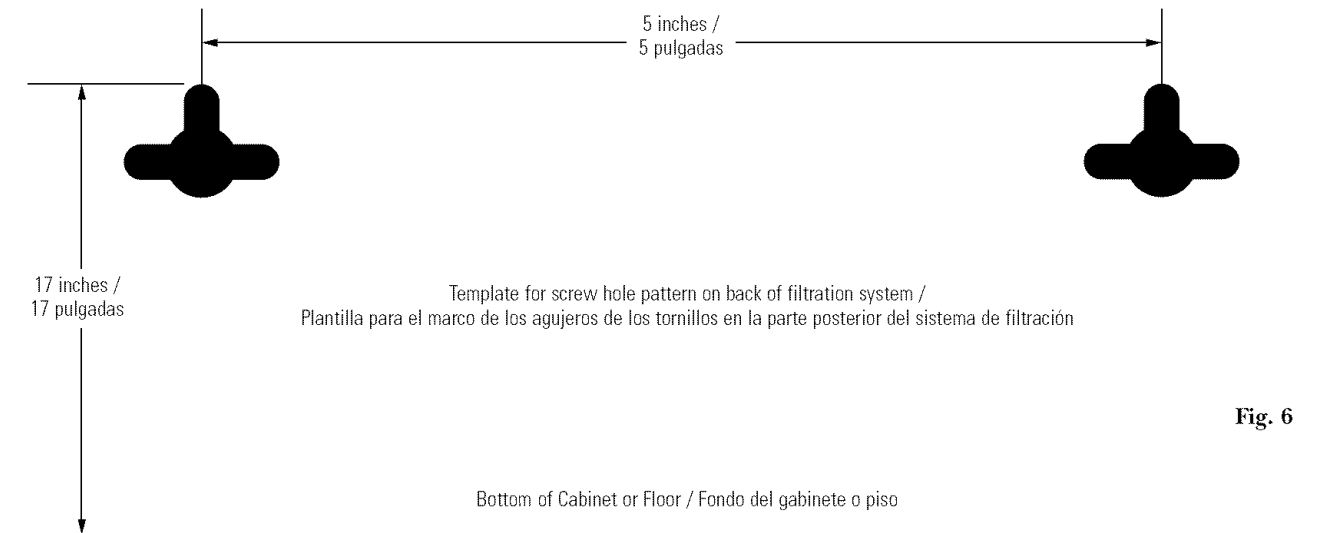 5 inches /
5 pulgadas
17 inches /
17 pulgadas
Template for screw hole pattern on back of filtration system /
Plantilla para el marco de los agujeros de los tornillos en la parte posterior del sistema de filtración
Fig. 6
Bottom of Cabinet or Floor / Fondo del gabinete o piso